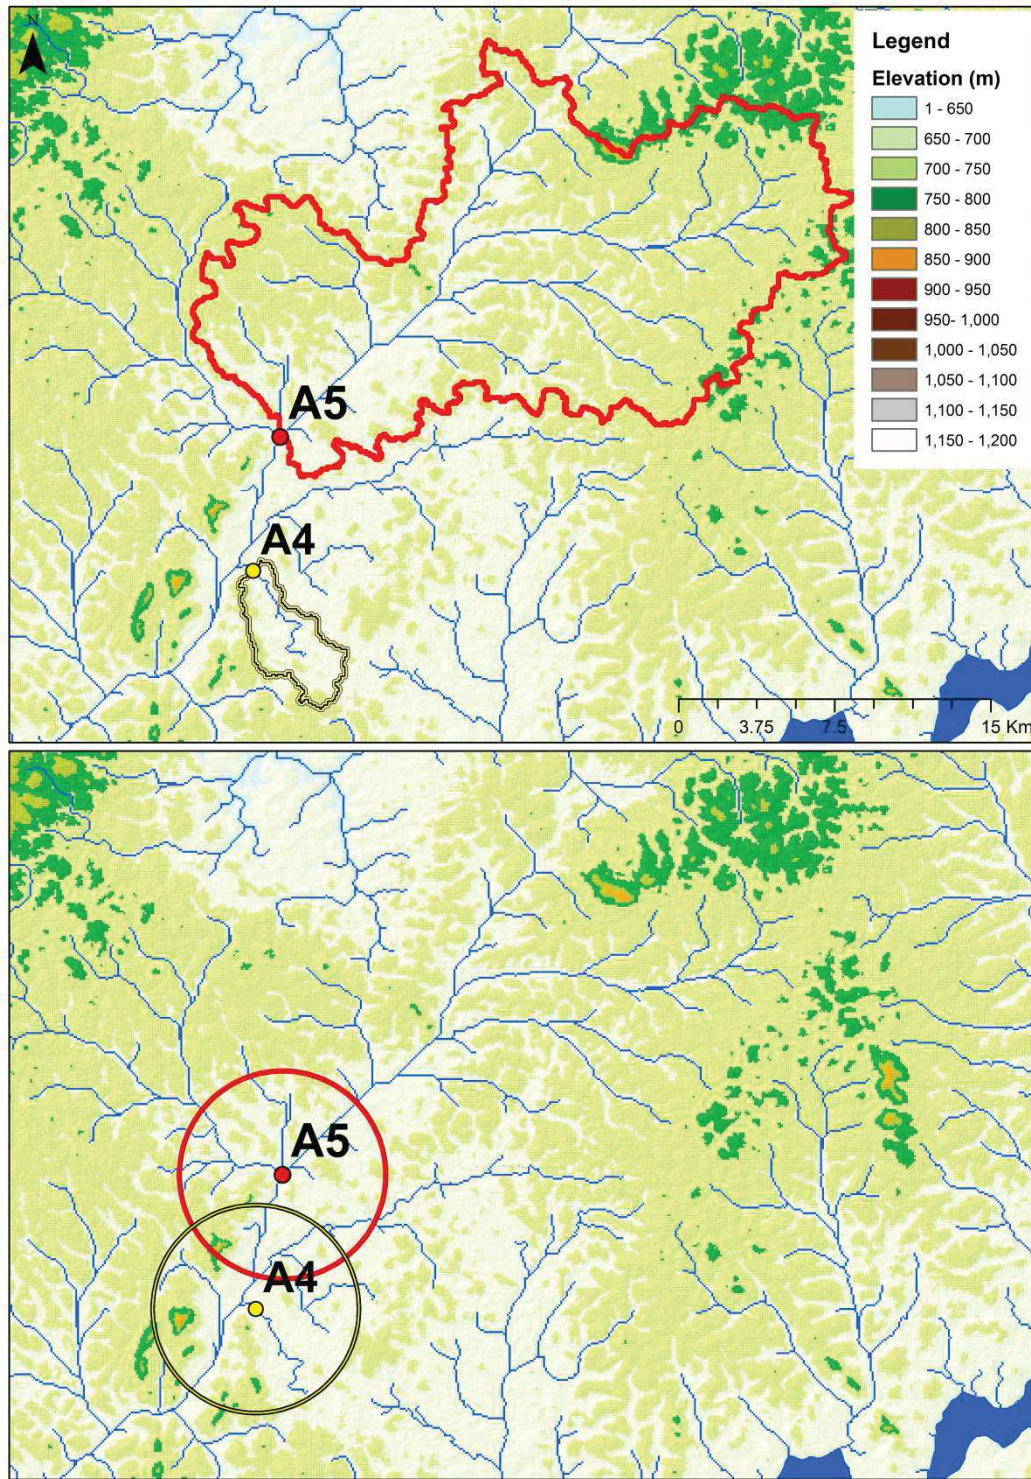 N
Legend
Elevation (m)
1 - 650
650 - 700
700 - 750
750 - 800
800 - 850
850 - 900
900 - 950
950- 1,000
1,000 - 1,050
1,050 - 1,100
1,100 - 1,150
1,150 - 1,200
A5
A4
0 3.75 7.5 15 Km
A5
A4